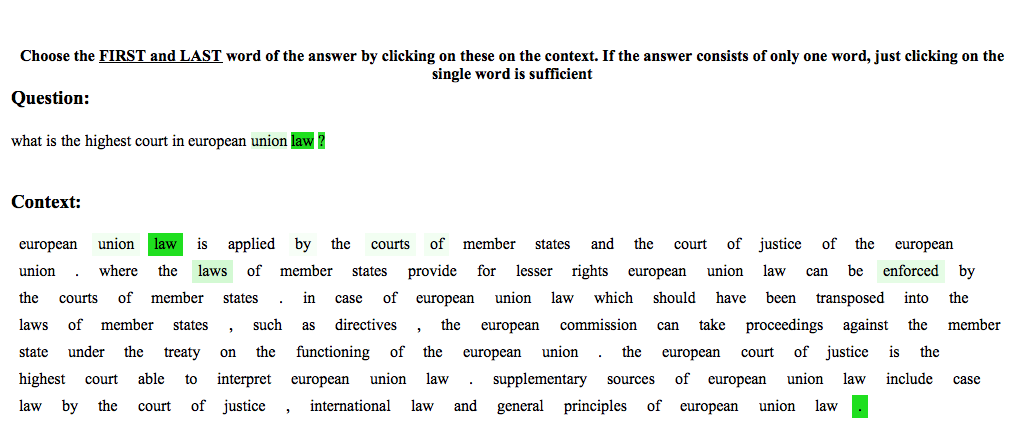 Choose the FIRST and LAST word of the answer by clicking on these on the context. If the answer consists of only one word, just clicking on the
single word is sufficient
Question:
what is the highest court in european union law ?
Context:
european union law is applied by the courts of member states and the court of justice of the european
union . where the laws of member states provide for lesser rights european union law can be enforced by
the courts of member states . in case of european union law which should have been transposed into the
laws of member states , such as directives , the european commission can take proceedings against the member
state under the treaty on the functioning of the european union . the european court of justice is the
highest court able to interpret european union law . supplementary sources of european union law include case
law by the court of justice , international law and general principles of european union law .